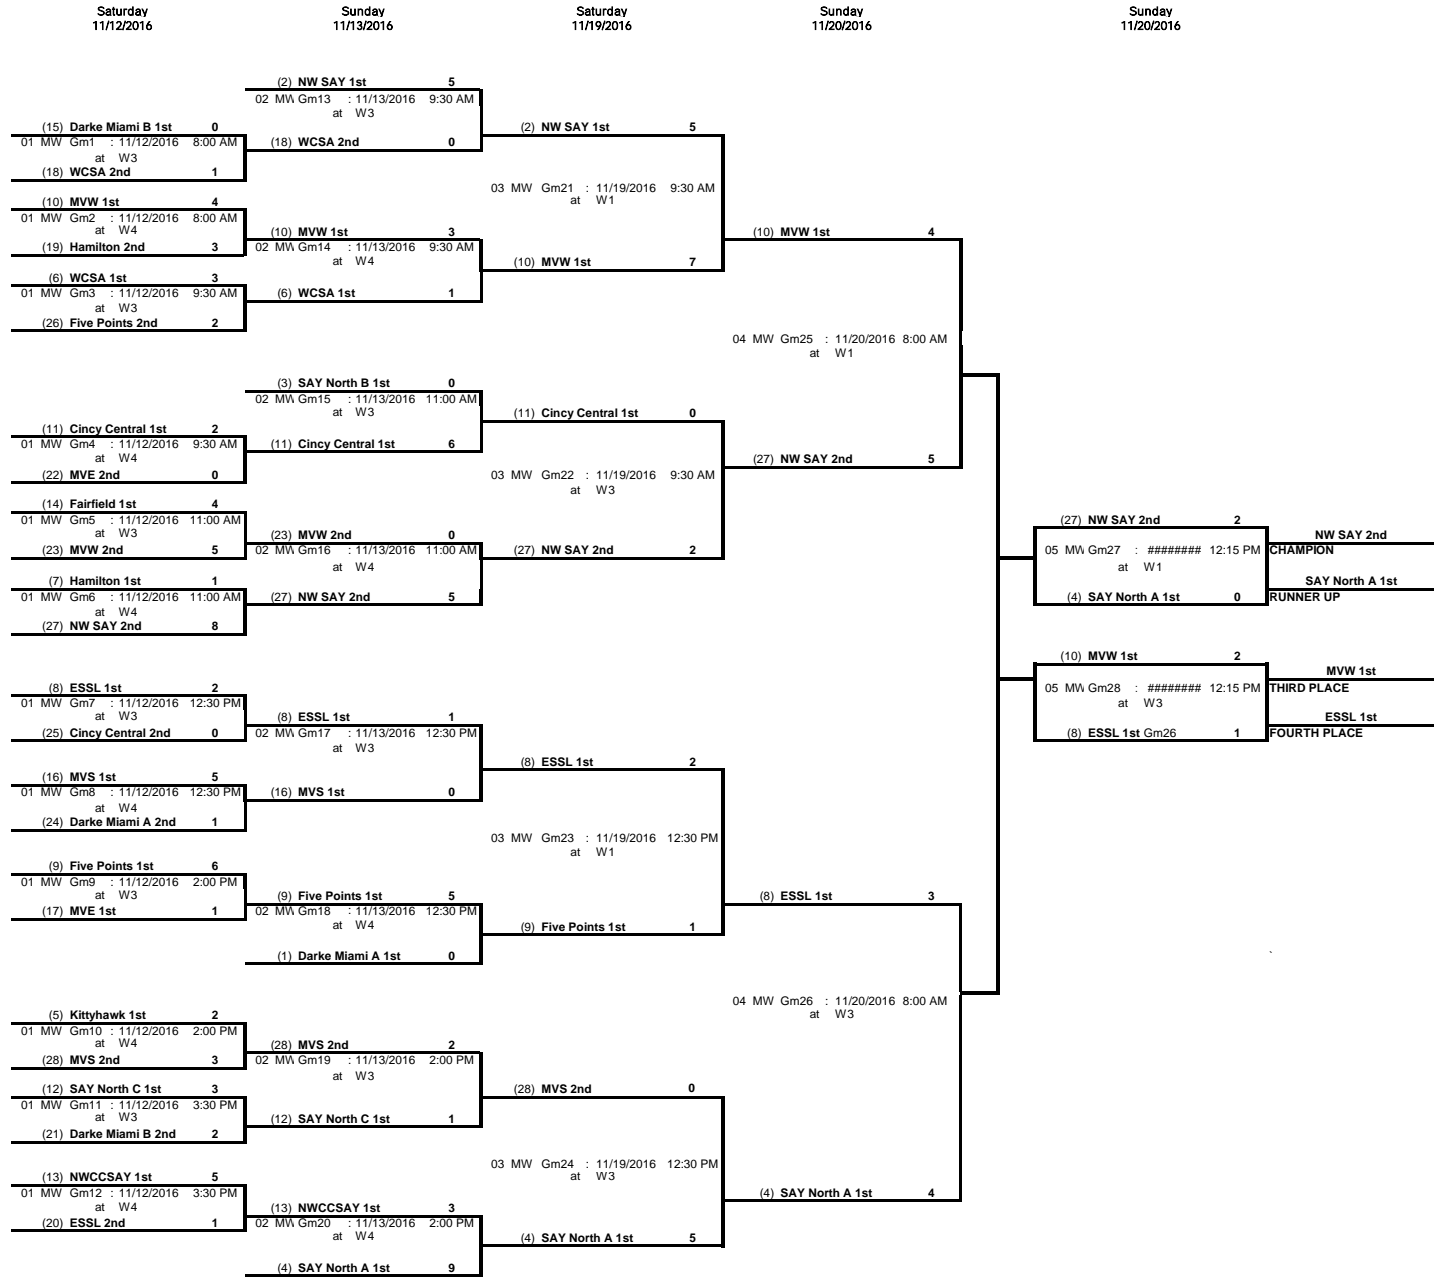 Saturday
11/12/2016
Sunday
11/13/2016
Saturday
11/19/2016
Sunday
11/20/2016
Sunday
11/20/2016
(15) Darke Miami B 1st 0
01 MW Gm1 : 11/12/2016 8:00 AM
at W3
(18) WCSA 2nd 1
(10) MVW 1st 4
01 MW Gm2 : 11/12/2016 8:00 AM
at W4
(19) Hamilton 2nd 3
(6) WCSA 1st 3
01 MW Gm3 : 11/12/2016 9:30 AM
at W3
(26) Five Points 2nd 2
(11) Cincy Central 1st 2
01 MW Gm4 : 11/12/2016 9:30 AM
at W4
(22) MVE 2nd 0
(14) Fairfield 1st 4
01 MW Gm5 : 11/12/2016 11:00 AM
at W3
(23) MVW 2nd 5
(7) Hamilton 1st 1
01 MW Gm6 : 11/12/2016 11:00 AM
at W4
(27) NW SAY 2nd 8
(8) ESSL 1st 2
01 MW Gm7 : 11/12/2016 12:30 PM
at W3
(25) Cincy Central 2nd 0
(16) MVS 1st 5
01 MW Gm8 : 11/12/2016 12:30 PM
at W4
(24) Darke Miami A 2nd 1
(9) Five Points 1st 6
01 MW Gm9 : 11/12/2016 2:00 PM
at W3
(17) MVE 1st 1
(5) Kittyhawk 1st 2
01 MW Gm10 : 11/12/2016 2:00 PM
at W4
(28) MVS 2nd 3
(12) SAY North C 1st 3
01 MW Gm11 : 11/12/2016 3:30 PM
at W3
(21) Darke Miami B 2nd 2
(13) NWCCSAY 1st 5
01 MW Gm12 : 11/12/2016 3:30 PM
at W4
(20) ESSL 2nd 1
(2) NW SAY 1st 5
02 MW Gm13 : 11/13/2016 9:30 AM
at W3
(18) WCSA 2nd 0
(10) MVW 1st 3
02 MW Gm14 : 11/13/2016 9:30 AM
at W4
(6) WCSA 1st 1
(3) SAY North B 1st 0
02 MW Gm15 : 11/13/2016 11:00 AM
at W3
(11) Cincy Central 1st 6
(23) MVW 2nd 0
02 MW Gm16 : 11/13/2016 11:00 AM
at W4
(27) NW SAY 2nd 5
(8) ESSL 1st 1
02 MW Gm17 : 11/13/2016 12:30 PM
at W3
(16) MVS 1st 0
(9) Five Points 1st 5
02 MW Gm18 : 11/13/2016 12:30 PM
at W4
(1) Darke Miami A 1st 0
(28) MVS 2nd 2
02 MW Gm19 : 11/13/2016 2:00 PM
at W3
(12) SAY North C 1st 1
(13) NWCCSAY 1st 3
02 MW Gm20 : 11/13/2016 2:00 PM
at W4
(4) SAY North A 1st 9
(2) NW SAY 1st 5
03 MW Gm21 : 11/19/2016 9:30 AM
at W1
(10) MVW 1st 7
(11) Cincy Central 1st 0
03 MW Gm22 : 11/19/2016 9:30 AM
at W3
(27) NW SAY 2nd 2
(8) ESSL 1st 2
03 MW Gm23 : 11/19/2016 12:30 PM
at W1
(9) Five Points 1st 1
(28) MVS 2nd 0
03 MW Gm24 : 11/19/2016 12:30 PM
at W3
(4) SAY North A 1st 5
(10) MVW 1st 4
04 MW Gm25 : 11/20/2016 8:00 AM
at W1
(27) NW SAY 2nd 5
(8) ESSL 1st 3
04 MW Gm26 : 11/20/2016 8:00 AM
at W3
(4) SAY North A 1st 4
(27) NW SAY 2nd 2
05 MW Gm27 : ######## 12:15 PM
at W1
(4) SAY North A 1st 0
(10) MVW 1st 2
05 MW Gm28 : ######## 12:15 PM
at W3
(8) ESSL 1st Gm26 1
NW SAY 2nd
CHAMPION
SAY North A 1st
RUNNER UP
MVW 1st
THIRD PLACE
ESSL 1st
FOURTH PLACE
`